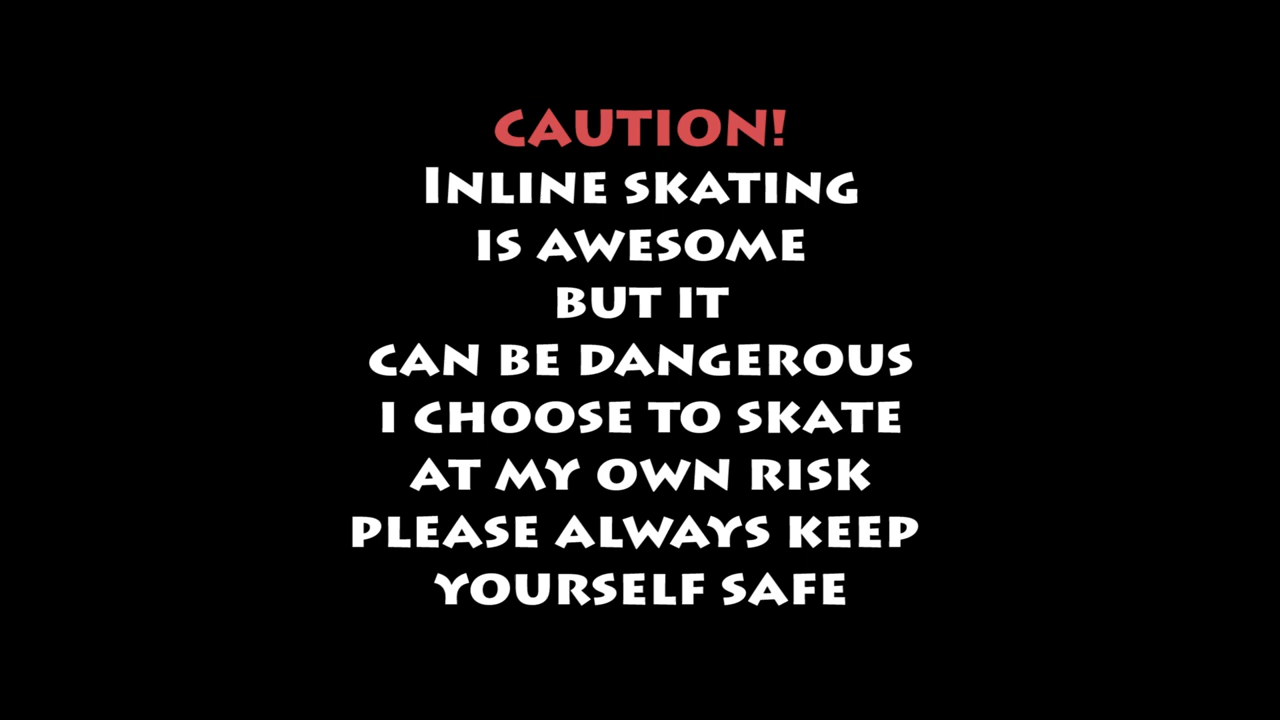 CAUTION!
INLINE SKATING
IS AWESOME
BUT IT
CAN BE DANGEROUS
I CHOOSE TO SKATE
AT MY OWN RISK
PLEASE ALWAYS KEEP
YOURSELF SAFE